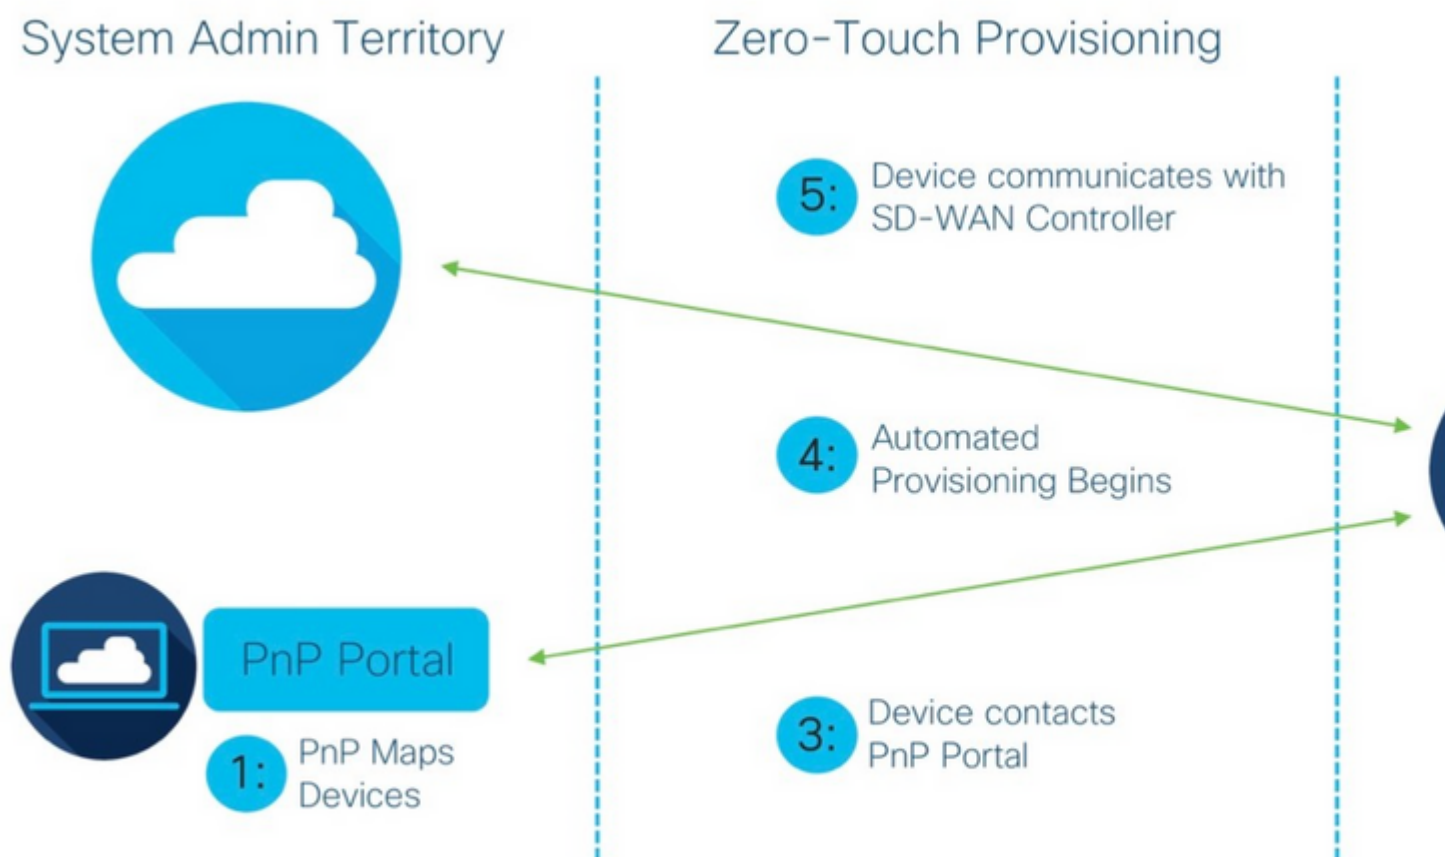 System Admin Territory
Zero-Touch Provisioning
5:
Device communicates with
SD-WAN Controller
4:
Automated
Provisioning Begins
PnP Portal
1:
PnP Maps
Devices
3:
Device contacts
PnP Portal